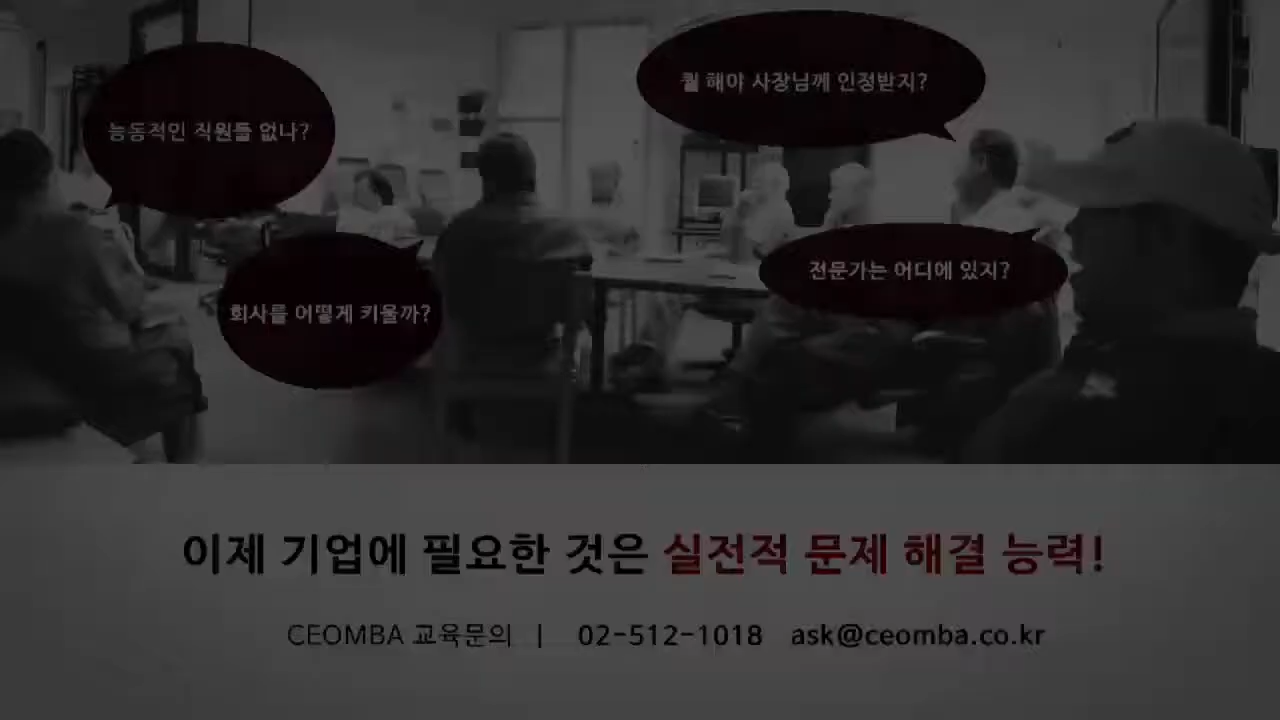 능동적인 직원들 없나?
뭘 해야 사장님께 인정받지?
회사를 어떻게 키울까?
전문가는 어디에 있지?
이제 기업에 필요한 것은 실전적 문제 해결 능력!
CEOMBA 교육문의 | 02-512-1018 ask@ceomba.co.kr